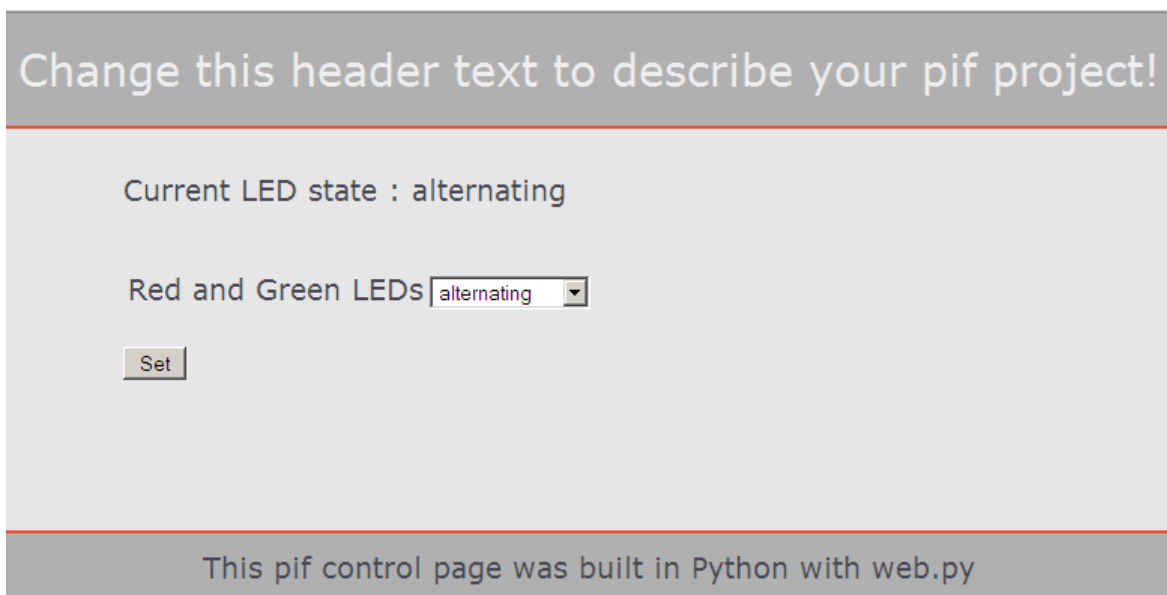 Change this header text to describe your pif project!
Current LED state : alternating
Red and Green LEDs alternating
Set
This pif control page was built in Python with web.py